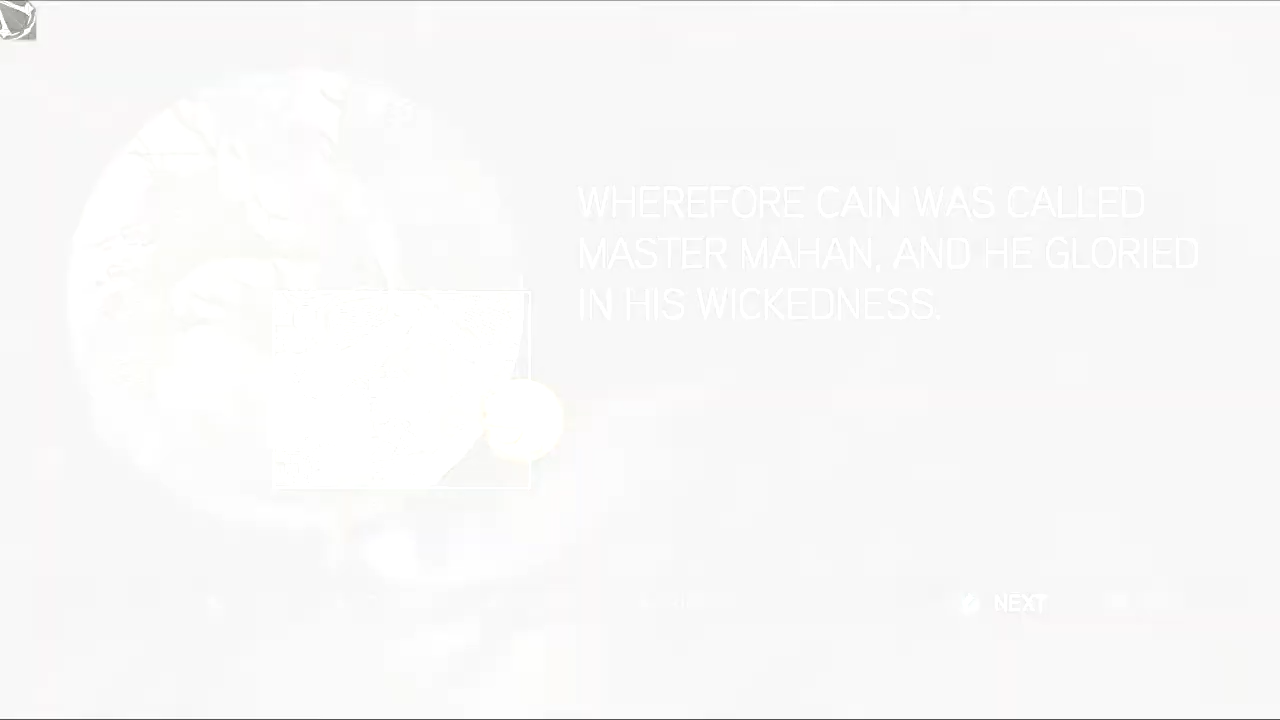 WHEREFORE CAIN WAS CALLED
MASTER MAHAN, AND HE GLORIED
IN HIS WICKEDNESS.
NEXT